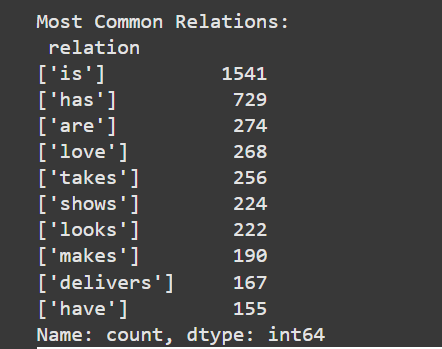 Most Common Relations:
relation
['is'] 1541
['has'] 729
['are'] 274
['love'] 268
['takes'] 256
['shows'] 224
['looks'] 222
['makes'] 190
['delivers'] 167
['have'] 155
Name: count, dtype: int64